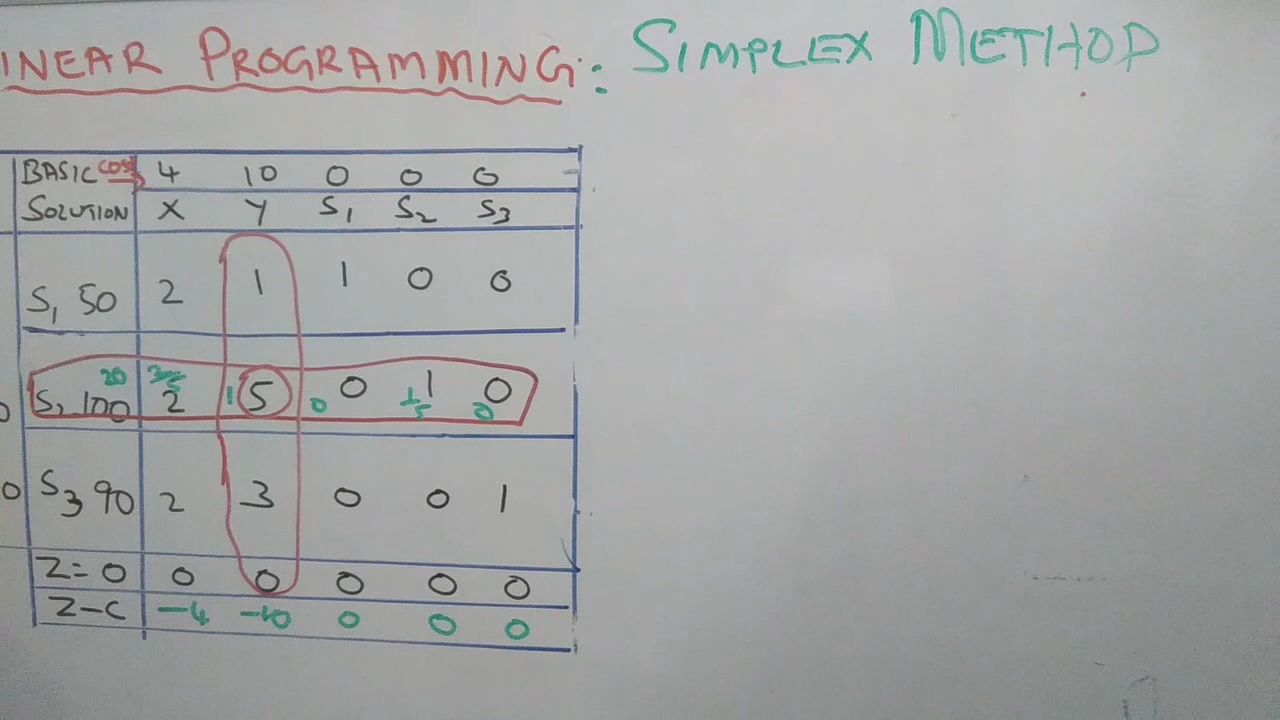 INEAR PROGRAMMING: SIMPLEX METHOD
BASIC COST 4 10 0 0 0
SOLUTION X Y S1 S2 S3
S1 50 2 1 1 0 0
20 1 0 1/5 0
S2 100 2 5 0 1 0
0 S3 90 2 3 0 0 1
Z=0 0 0 0 0 0
Z-C -4 -10 0 0 0